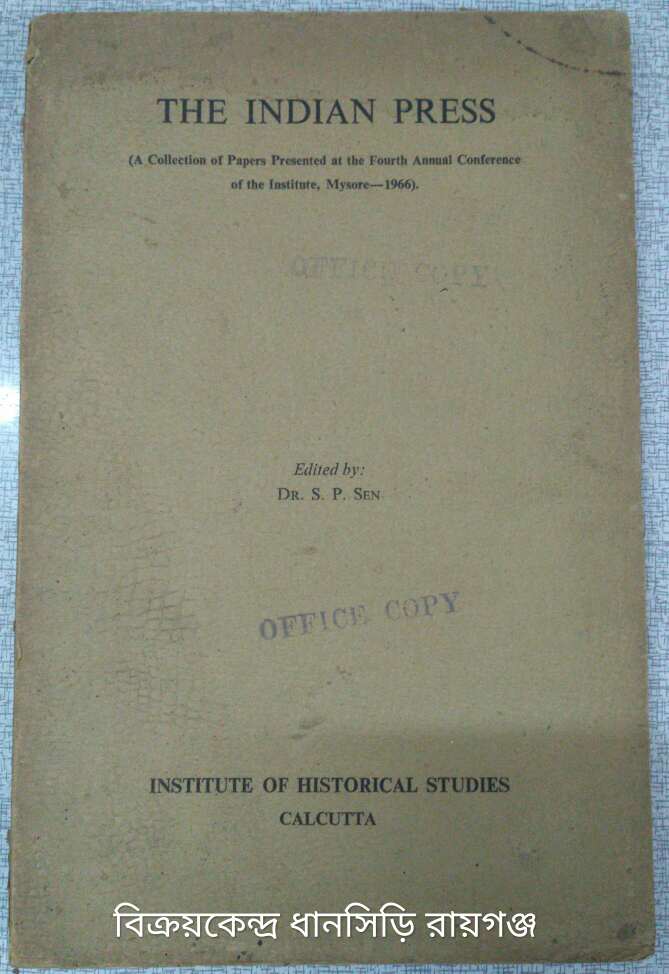 THE INDIAN PRESS
(A Collection of Papers Presented at the Fourth Annual Conference
of the Institute, Mysore—1966).
OFFICE COPY
Edited by:
DR. S. P. SEN
OFFICE COPY
INSTITUTE OF HISTORICAL STUDIES
CALCUTTA
বিক্রয়কেন্দ্র ধানসিড়ি রায়গঞ্জ